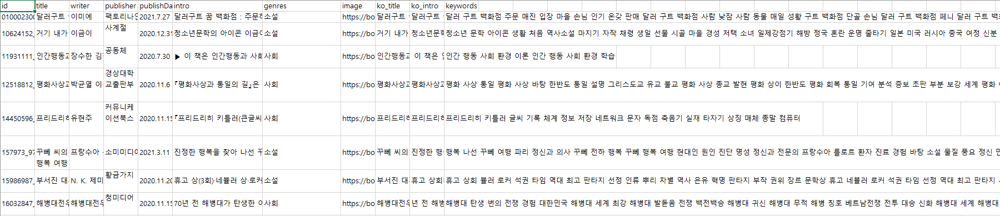 id title writer publisher publishDa intro genres image ko_title ko_intro keywords
010002300 달러구트 이미예 팩토리나인 2021.7.27 달러구트 꿈 백화점 : 주문하 소설 https://bo 달러구트 달러구트 달러 구트 백화점 주문 매진 입장 마을 손님 인기 온갖 판매 달러 구트 백화점 사람 낮잠 사람 동물 매일 성황 구트 백화점 단골 손님 달러 구트 백화점 페니 달러 구트 백화
사계절
10624152_ 거기 내가 이금이 2020.12.31 청소년문학의 아이콘 이금이 소설 https://bo 거기 내가 청소년문학 청소년 문학 아이콘 생활 처음 역사소설 마지기 자작 채령 생일 선물 시골 마을 경성 저택 소녀 일제강점기 해방 정국 혼란 운명 줄타기 일본 미국 러시아 중국 여정 신분
공동체
11931111_ 인간행동과 장수한 김 2020.7.30 ▶ 이 책은 인간행동과 사회 사회 https://bo 인간행동과 이 책은 인간 행동 사회 환경 이론 인간 행동 사회 환경 학습
경상대학
12518812_ 평화사상과 박균열 이 교출판부 2020.11.6 『평화사상과 통일의 길』은 사회 https://bo 평화사상과 평화사상과 평화 사상 통일 평화 사상 바탕 한반도 통일 설명 그리스도교 유교 불교 평화 사상 종교 발현 평화 상이 한반도 평화 회복 통일 기여 분석 증보 초판 부분 보강 세계 평화
커뮤니케
14450596_ 프리드리히 유현주 이션북스 2020.11.15 『프리드리히 키틀러(큰글씨 사회 https://bo 프리드리히 프리드리히 프리드리히 키틀러 글씨 기록 체계 정보 저장 네트워크 문자 독점 축음기 실재 타자기 상징 매체 종말 컴퓨터
157973_97 꾸뻬 씨의 프랑수아 소미미디어 2021.3.11 진정한 행복을 찾아 나선 꾸 소설 https://bo 꾸뻬 씨의 진정한 행 행복 나선 꾸뻬 여행 파리 정신과 의사 꾸뻬 전하 행복 꾸뻬 행복 여행 현대인 원인 진단 명성 정신과 전문의 프랑수아 를로르 환자 진료 경험 바탕 소설 물질 풍요 정신
행복 여행
황금가지
15986987_ 부서진 대 N. K. 제미 2020.11.20 휴고 상(3회)·네뷸러 상·로커 소설 https://bo 부서진 대 휴고 상회 휴고 상회 뷸러 로커 석권 타임 역대 최고 판타지 선정 인류 뿌리 차별 역사 은유 혁명 판타지 부작 권위 장르 문학상 휴고 네뷸러 로커 석권 타임 선정 역대 최고 판타지
청미디어
16032847_ 해병대전우 해병대전우 2020.11.15 70년 전 해병대가 탄생한 이 사회 https://bo 해병대전우 년 전 해병 해병대 탄생 번의 전쟁 경험 대한민국 해병대 세계 최강 해병대 발돋움 전쟁 백전백승 해병대 귀신 해병대 무적 해병 칭호 베트남전쟁 전투 대승 신화 해병대 세계 해병대